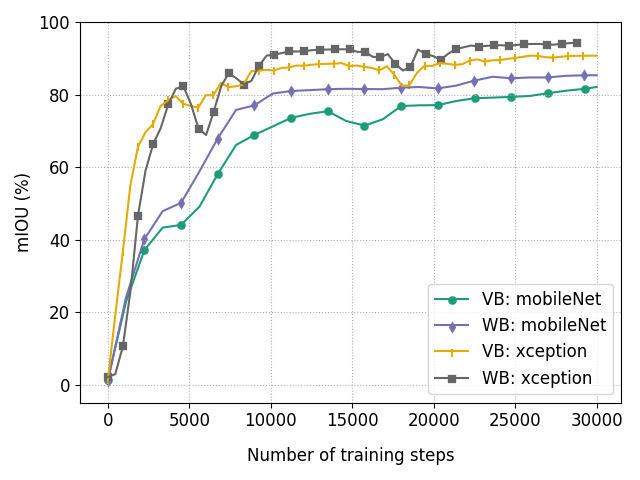 100
80
60
40
20
0
mIOU (%)
VB: mobileNet
WB: mobileNet
VB: xception
WB: xception
0 5000 10000 15000 20000 25000 30000
Number of training steps